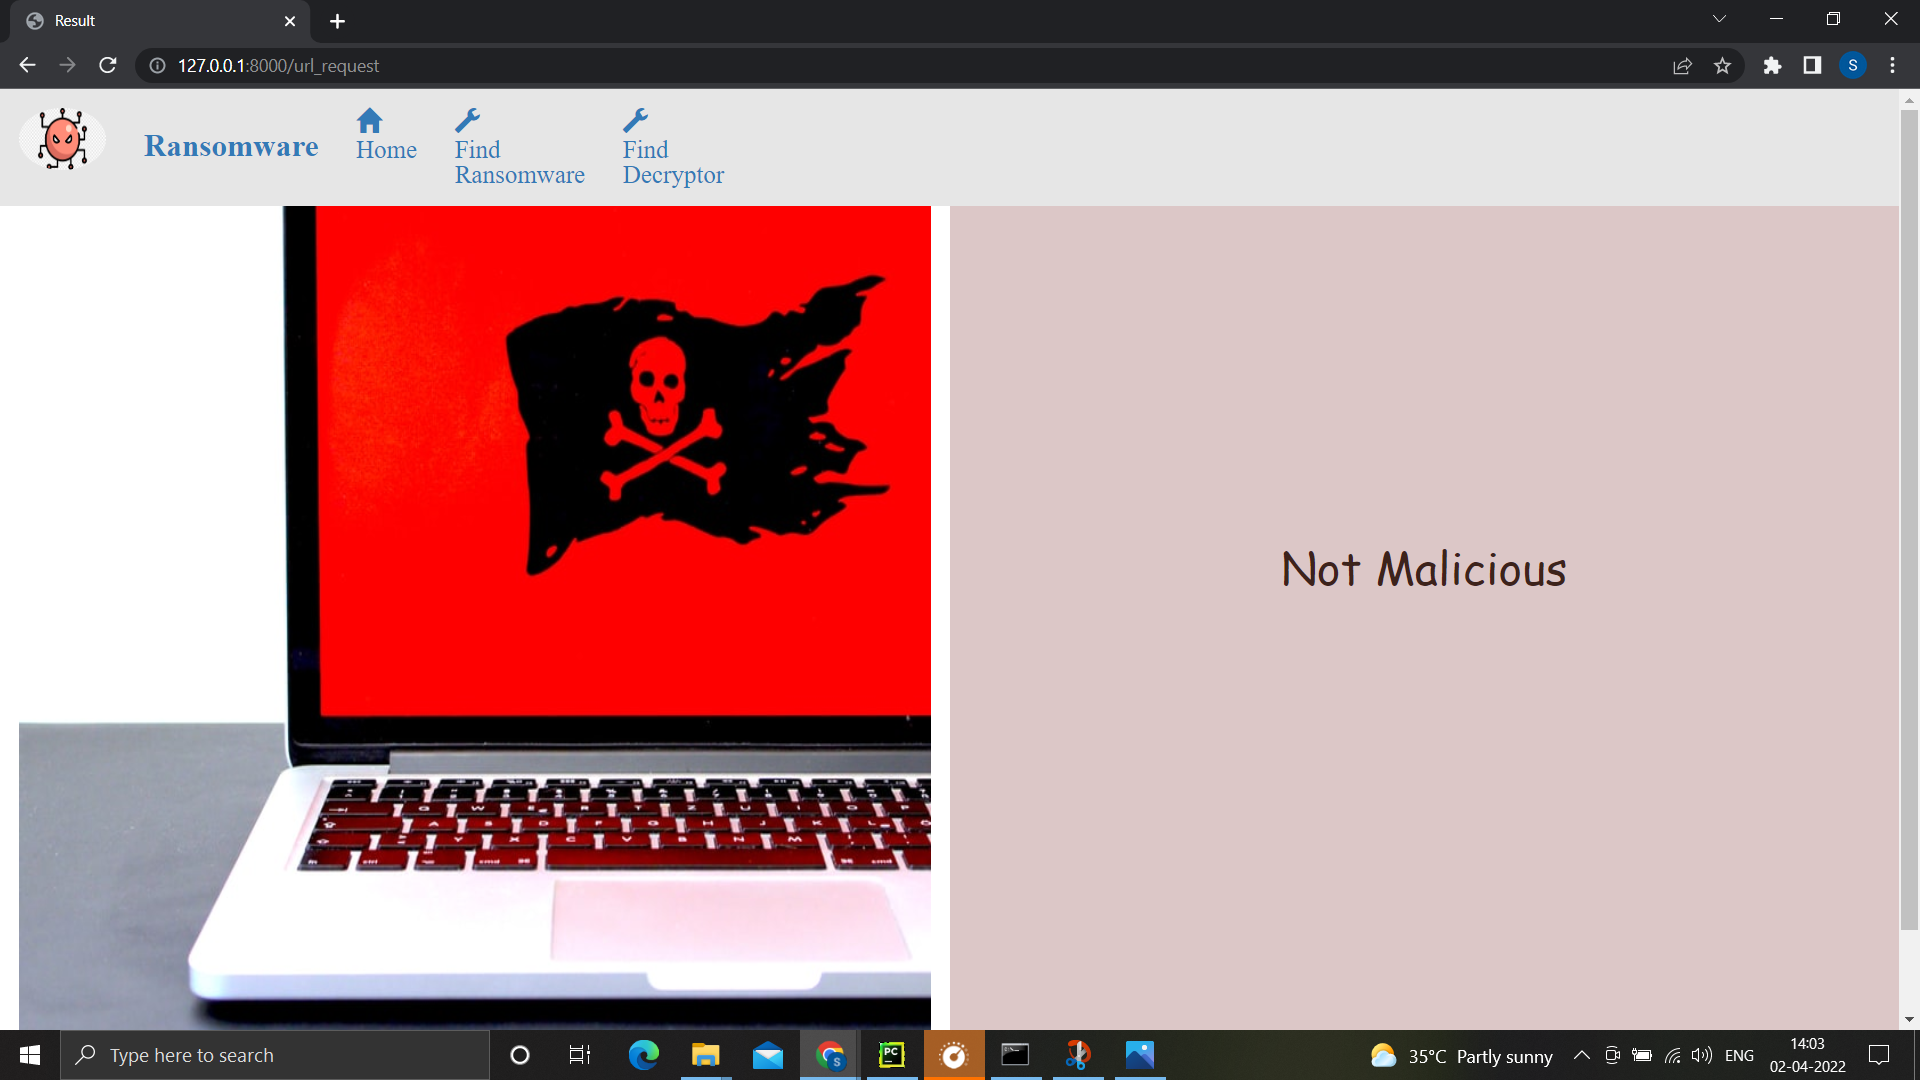 Result
127.0.0.1:8000/url_request
S
Ransomware
Home
Find
Ransomware
Find
Decryptor
Not Malicious
Type here to search
S
PC
35°C Partly sunny
ENG
14:03
02-04-2022